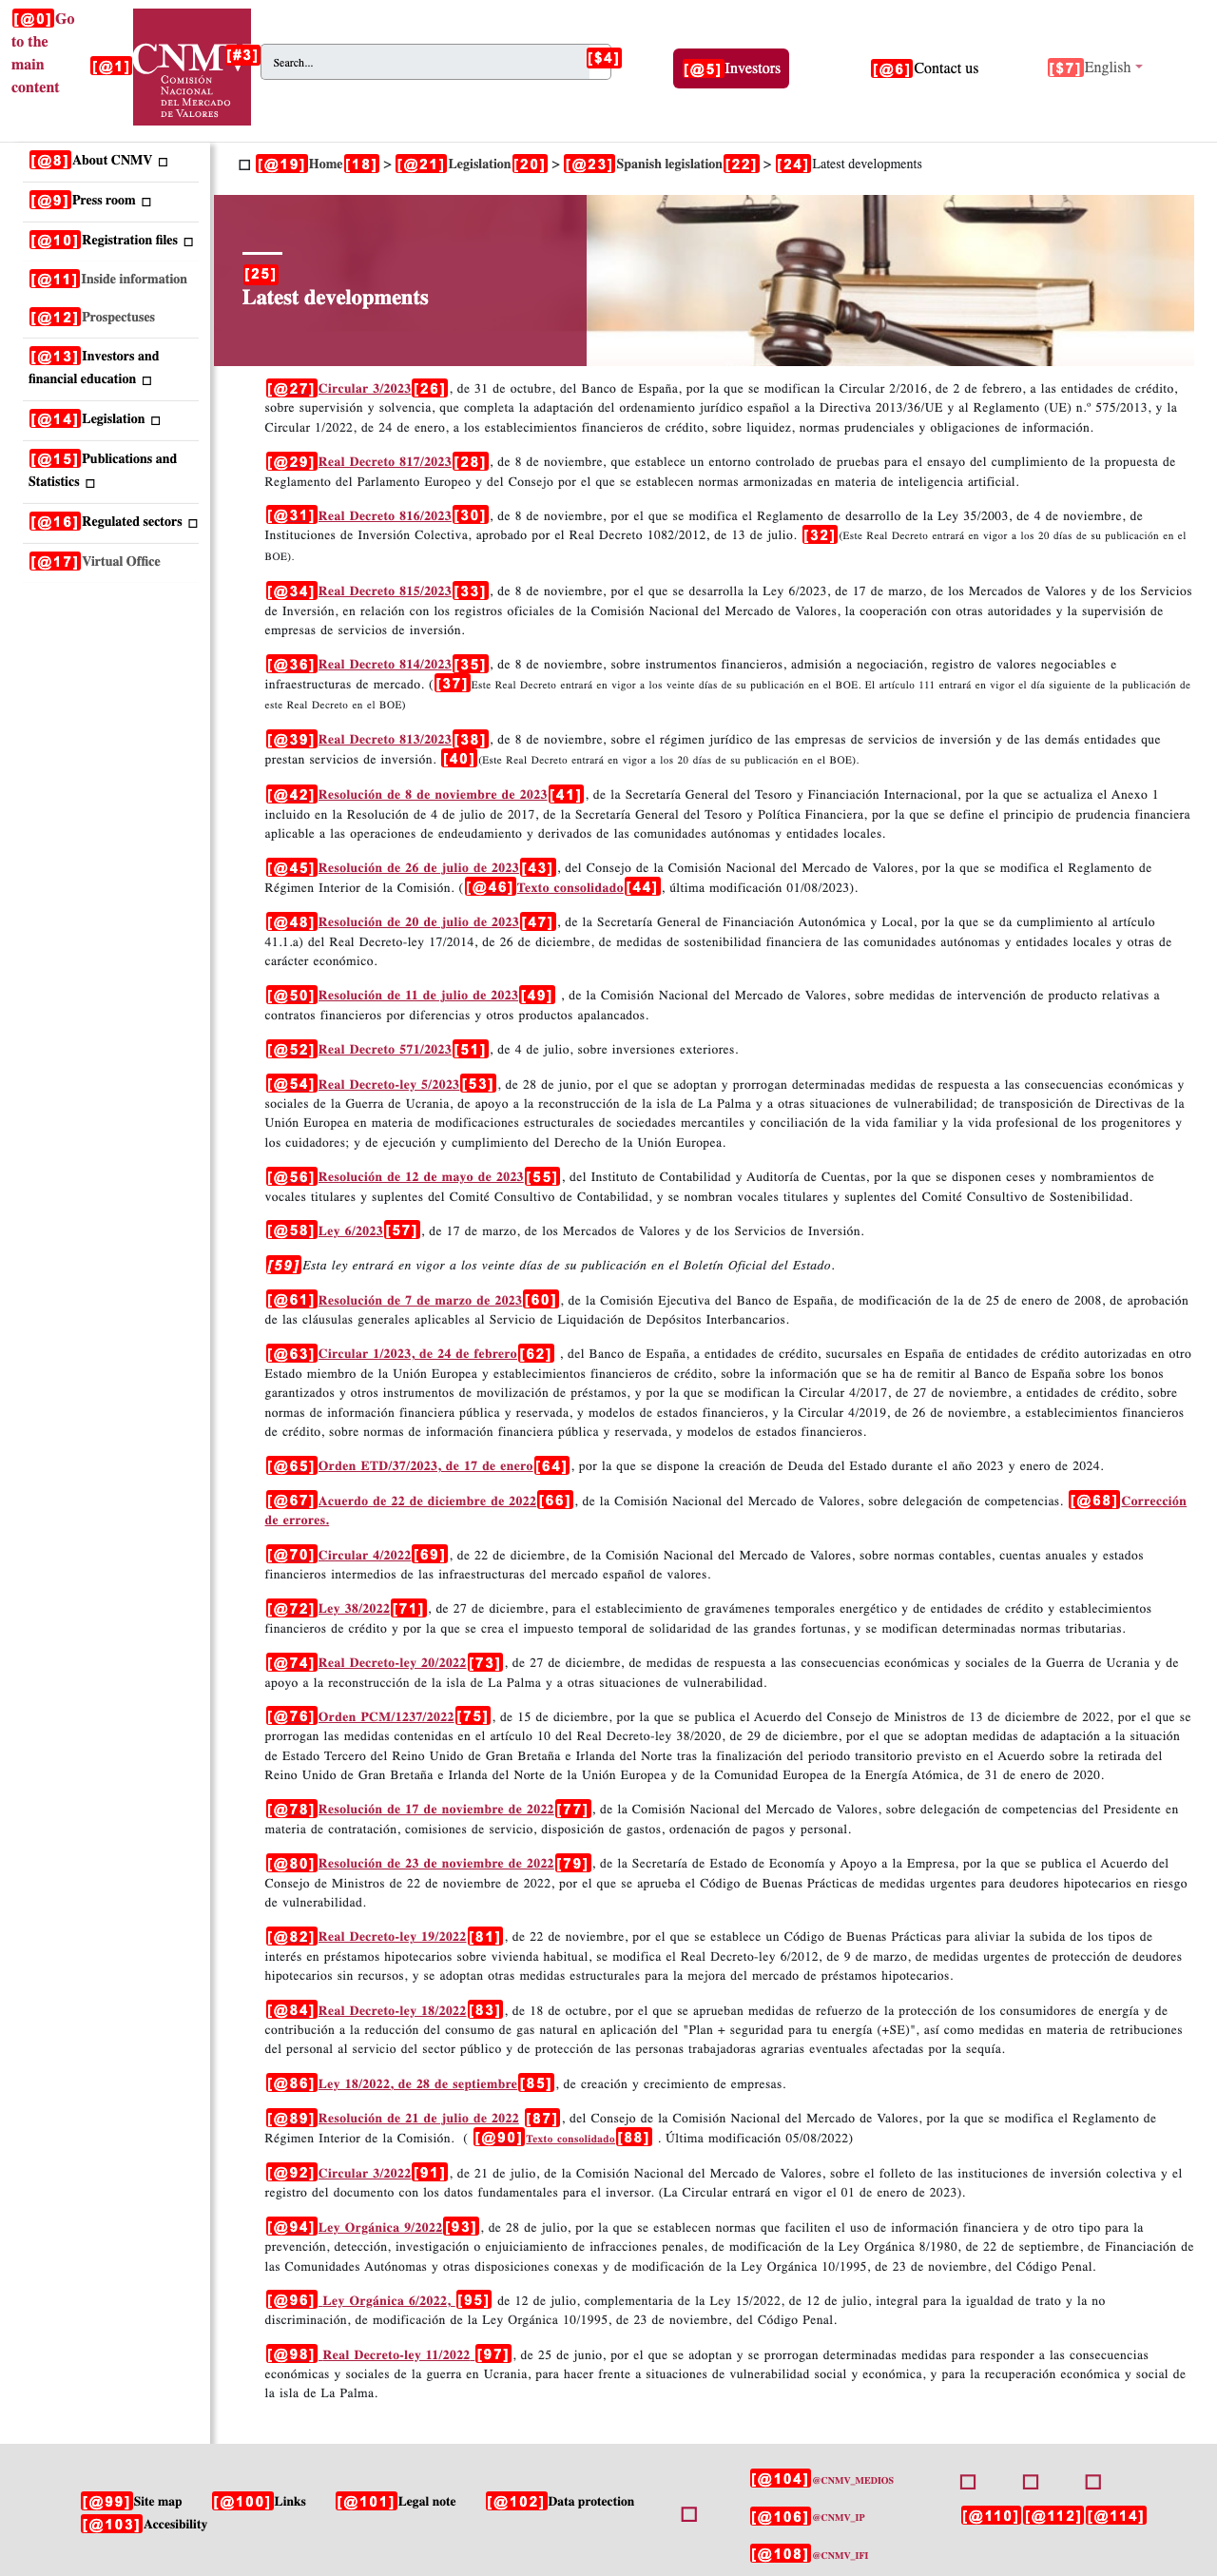 [@0]Go
to the
main
content
[@1]
CNMV
COMISIÓN
NACIONAL
DEL MERCADO
DE VALORES
[#3]
Search...
[$4]
[@5]Investors
[@6]Contact us
[$7]English
[@8]About CNMV
[@9]Press room
[@10]Registration files
[@11]Inside information
[@12]Prospectuses
[@13]Investors and
financial education
[@14]Legislation
[@15]Publications and
Statistics
[@16]Regulated sectors
[@17]Virtual Office
[@19]Home[18] > [@21]Legislation[20] > [@23]Spanish legislation[22] > [24]Latest developments
[25]
Latest developments
[@27]Circular 3/2023[26], de 31 de octubre, del Banco de España, por la que se modifican la Circular 2/2016, de 2 de febrero, a las entidades de crédito,
sobre supervisión y solvencia, que completa la adaptación del ordenamiento jurídico español a la Directiva 2013/36/UE y al Reglamento (UE) n.º 575/2013, y la
Circular 1/2022, de 24 de enero, a los establecimientos financieros de crédito, sobre liquidez, normas prudenciales y obligaciones de información.
[@29]Real Decreto 817/2023[28], de 8 de noviembre, que establece un entorno controlado de pruebas para el ensayo del cumplimiento de la propuesta de
Reglamento del Parlamento Europeo y del Consejo por el que se establecen normas armonizadas en materia de inteligencia artificial.
[@31]Real Decreto 816/2023[30], de 8 de noviembre, por el que se modifica el Reglamento de desarrollo de la Ley 35/2003, de 4 de noviembre, de
Instituciones de Inversión Colectiva, aprobado por el Real Decreto 1082/2012, de 13 de julio. [32](Este Real Decreto entrará en vigor a los 20 días de su publicación en el
BOE).
[@34]Real Decreto 815/2023[33], de 8 de noviembre, por el que se desarrolla la Ley 6/2023, de 17 de marzo, de los Mercados de Valores y de los Servicios
de Inversión, en relación con los registros oficiales de la Comisión Nacional del Mercado de Valores, la cooperación con otras autoridades y la supervisión de
empresas de servicios de inversión.
[@36]Real Decreto 814/2023[35], de 8 de noviembre, sobre instrumentos financieros, admisión a negociación, registro de valores negociables e
infraestructuras de mercado. ([37]Este Real Decreto entrará en vigor a los veinte días de su publicación en el BOE. El artículo 111 entrará en vigor el día siguiente de la publicación de
este Real Decreto en el BOE)
[@39]Real Decreto 813/2023[38], de 8 de noviembre, sobre el régimen jurídico de las empresas de servicios de inversión y de las demás entidades que
prestan servicios de inversión. [40](Este Real Decreto entrará en vigor a los 20 días de su publicación en el BOE).
[@42]Resolución de 8 de noviembre de 2023[41], de la Secretaría General del Tesoro y Financiación Internacional, por la que se actualiza el Anexo 1
incluido en la Resolución de 4 de julio de 2017, de la Secretaría General del Tesoro y Política Financiera, por la que se define el principio de prudencia financiera
aplicable a las operaciones de endeudamiento y derivados de las comunidades autónomas y entidades locales.
[@45]Resolución de 26 de julio de 2023[43], del Consejo de la Comisión Nacional del Mercado de Valores, por la que se modifica el Reglamento de
Régimen Interior de la Comisión. ([@46]Texto consolidado[44], última modificación 01/08/2023).
[@48]Resolución de 20 de julio de 2023[47], de la Secretaría General de Financiación Autonómica y Local, por la que se da cumplimiento al artículo
41.1.a) del Real Decreto-ley 17/2014, de 26 de diciembre, de medidas de sostenibilidad financiera de las comunidades autónomas y entidades locales y otras de
carácter económico.
[@50]Resolución de 11 de julio de 2023[49] , de la Comisión Nacional del Mercado de Valores, sobre medidas de intervención de producto relativas a
contratos financieros por diferencias y otros productos apalancados.
[@52]Real Decreto 571/2023[51], de 4 de julio, sobre inversiones exteriores.
[@54]Real Decreto-ley 5/2023[53], de 28 de junio, por el que se adoptan y prorrogan determinadas medidas de respuesta a las consecuencias económicas y
sociales de la Guerra de Ucrania, de apoyo a la reconstrucción de la isla de La Palma y a otras situaciones de vulnerabilidad; de transposición de Directivas de la
Unión Europea en materia de modificaciones estructurales de sociedades mercantiles y conciliación de la vida familiar y la vida profesional de los progenitores y
los cuidadores; y de ejecución y cumplimiento del Derecho de la Unión Europea.
[@56]Resolución de 12 de mayo de 2023[55], del Instituto de Contabilidad y Auditoría de Cuentas, por la que se disponen ceses y nombramientos de
vocales titulares y suplentes del Comité Consultivo de Contabilidad, y se nombran vocales titulares y suplentes del Comité Consultivo de Sostenibilidad.
[@58]Ley 6/2023[57], de 17 de marzo, de los Mercados de Valores y de los Servicios de Inversión.
[59]Esta ley entrará en vigor a los veinte días de su publicación en el Boletín Oficial del Estado.
[@61]Resolución de 7 de marzo de 2023[60], de la Comisión Ejecutiva del Banco de España, de modificación de la de 25 de enero de 2008, de aprobación
de las cláusulas generales aplicables al Servicio de Liquidación de Depósitos Interbancarios.
[@63]Circular 1/2023, de 24 de febrero[62] , del Banco de España, a entidades de crédito, sucursales en España de entidades de crédito autorizadas en otro
Estado miembro de la Unión Europea y establecimientos financieros de crédito, sobre la información que se ha de remitir al Banco de España sobre los bonos
garantizados y otros instrumentos de movilización de préstamos, y por la que se modifican la Circular 4/2017, de 27 de noviembre, a entidades de crédito, sobre
normas de información financiera pública y reservada, y modelos de estados financieros, y la Circular 4/2019, de 26 de noviembre, a establecimientos financieros
de crédito, sobre normas de información financiera pública y reservada, y modelos de estados financieros.
[@65]Orden ETD/37/2023, de 17 de enero[64], por la que se dispone la creación de Deuda del Estado durante el año 2023 y enero de 2024.
[@67]Acuerdo de 22 de diciembre de 2022[66], de la Comisión Nacional del Mercado de Valores, sobre delegación de competencias. [@68]Corrección
de errores.
[@70]Circular 4/2022[69], de 22 de diciembre, de la Comisión Nacional del Mercado de Valores, sobre normas contables, cuentas anuales y estados
financieros intermedios de las infraestructuras del mercado español de valores.
[@72]Ley 38/2022[71], de 27 de diciembre, para el establecimiento de gravámenes temporales energético y de entidades de crédito y establecimientos
financieros de crédito y por la que se crea el impuesto temporal de solidaridad de las grandes fortunas, y se modifican determinadas normas tributarias.
[@74]Real Decreto-ley 20/2022[73], de 27 de diciembre, de medidas de respuesta a las consecuencias económicas y sociales de la Guerra de Ucrania y de
apoyo a la reconstrucción de la isla de La Palma y a otras situaciones de vulnerabilidad.
[@76]Orden PCM/1237/2022[75], de 15 de diciembre, por la que se publica el Acuerdo del Consejo de Ministros de 13 de diciembre de 2022, por el que se
prorrogan las medidas contenidas en el artículo 10 del Real Decreto-ley 38/2020, de 29 de diciembre, por el que se adoptan medidas de adaptación a la situación
de Estado Tercero del Reino Unido de Gran Bretaña e Irlanda del Norte tras la finalización del periodo transitorio previsto en el Acuerdo sobre la retirada del
Reino Unido de Gran Bretaña e Irlanda del Norte de la Unión Europea y de la Comunidad Europea de la Energía Atómica, de 31 de enero de 2020.
[@78]Resolución de 17 de noviembre de 2022[77], de la Comisión Nacional del Mercado de Valores, sobre delegación de competencias del Presidente en
materia de contratación, comisiones de servicio, disposición de gastos, ordenación de pagos y personal.
[@80]Resolución de 23 de noviembre de 2022[79], de la Secretaría de Estado de Economía y Apoyo a la Empresa, por la que se publica el Acuerdo del
Consejo de Ministros de 22 de noviembre de 2022, por el que se aprueba el Código de Buenas Prácticas de medidas urgentes para deudores hipotecarios en riesgo
de vulnerabilidad.
[@82]Real Decreto-ley 19/2022[81], de 22 de noviembre, por el que se establece un Código de Buenas Prácticas para aliviar la subida de los tipos de
interés en préstamos hipotecarios sobre vivienda habitual, se modifica el Real Decreto-ley 6/2012, de 9 de marzo, de medidas urgentes de protección de deudores
hipotecarios sin recursos, y se adoptan otras medidas estructurales para la mejora del mercado de préstamos hipotecarios.
[@84]Real Decreto-ley 18/2022[83], de 18 de octubre, por el que se aprueban medidas de refuerzo de la protección de los consumidores de energía y de
contribución a la reducción del consumo de gas natural en aplicación del "Plan + seguridad para tu energía (+SE)", así como medidas en materia de retribuciones
del personal al servicio del sector público y de protección de las personas trabajadoras agrarias eventuales afectadas por la sequía.
[@86]Ley 18/2022, de 28 de septiembre[85], de creación y crecimiento de empresas.
[@89]Resolución de 21 de julio de 2022 [87], del Consejo de la Comisión Nacional del Mercado de Valores, por la que se modifica el Reglamento de
Régimen Interior de la Comisión. ( [@90]Texto consolidado[88] . Última modificación 05/08/2022)
[@92]Circular 3/2022[91], de 21 de julio, de la Comisión Nacional del Mercado de Valores, sobre el folleto de las instituciones de inversión colectiva y el
registro del documento con los datos fundamentales para el inversor. (La Circular entrará en vigor el 01 de enero de 2023).
[@94]Ley Orgánica 9/2022[93], de 28 de julio, por la que se establecen normas que faciliten el uso de información financiera y de otro tipo para la
prevención, detección, investigación o enjuiciamiento de infracciones penales, de modificación de la Ley Orgánica 8/1980, de 22 de septiembre, de Financiación de
las Comunidades Autónomas y otras disposiciones conexas y de modificación de la Ley Orgánica 10/1995, de 23 de noviembre, del Código Penal.
[@96] Ley Orgánica 6/2022, [95] de 12 de julio, complementaria de la Ley 15/2022, de 12 de julio, integral para la igualdad de trato y la no
discriminación, de modificación de la Ley Orgánica 10/1995, de 23 de noviembre, del Código Penal.
[@98] Real Decreto-ley 11/2022 [97], de 25 de junio, por el que se adoptan y se prorrogan determinadas medidas para responder a las consecuencias
económicas y sociales de la guerra en Ucrania, para hacer frente a situaciones de vulnerabilidad social y económica, y para la recuperación económica y social de
la isla de La Palma.
[@99]Site map [@100]Links [@101]Legal note [@102]Data protection
[@103]Accesibility
[@104]@CNMV_MEDIOS
[@106]@CNMV_IP
[@108]@CNMV_IFI
[@110][@112][@114]